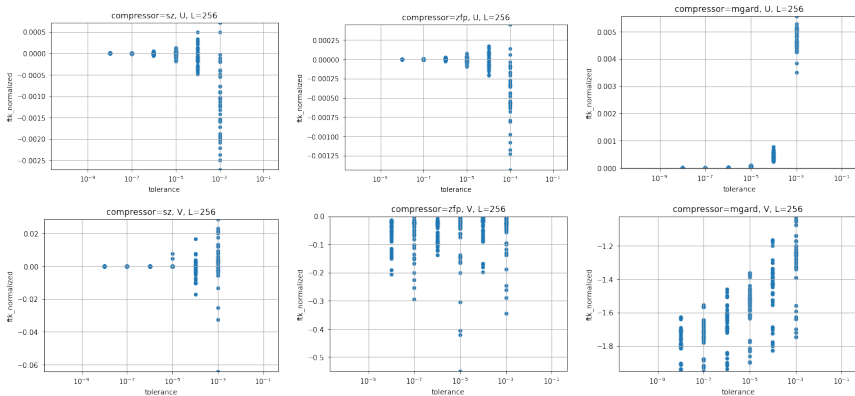 compressor=sz, U, L=256
ftk_normalized
0.0005
0.0000
-0.0005
-0.0010
-0.0015
-0.0020
-0.0025
10⁻⁹ 10⁻⁷ 10⁻⁵ 10⁻³ 10⁻¹
tolerance
compressor=zfp, U, L=256
ftk_normalized
0.00025
0.00000
-0.00025
-0.00050
-0.00075
-0.00100
-0.00125
10⁻⁹ 10⁻⁷ 10⁻⁵ 10⁻³ 10⁻¹
tolerance
compressor=mgard, U, L=256
ftk_normalized
0.005
0.004
0.003
0.002
0.001
0.000
10⁻⁹ 10⁻⁷ 10⁻⁵ 10⁻³ 10⁻¹
tolerance
compressor=sz, V, L=256
ftk_normalized
0.02
0.00
-0.02
-0.04
-0.06
10⁻⁹ 10⁻⁷ 10⁻⁵ 10⁻³ 10⁻¹
tolerance
compressor=zfp, V, L=256
ftk_normalized
0.0
-0.1
-0.2
-0.3
-0.4
-0.5
10⁻⁹ 10⁻⁷ 10⁻⁵ 10⁻³ 10⁻¹
tolerance
compressor=mgard, V, L=256
ftk_normalized
-1.2
-1.4
-1.6
-1.8
10⁻⁹ 10⁻⁷ 10⁻⁵ 10⁻³ 10⁻¹
tolerance